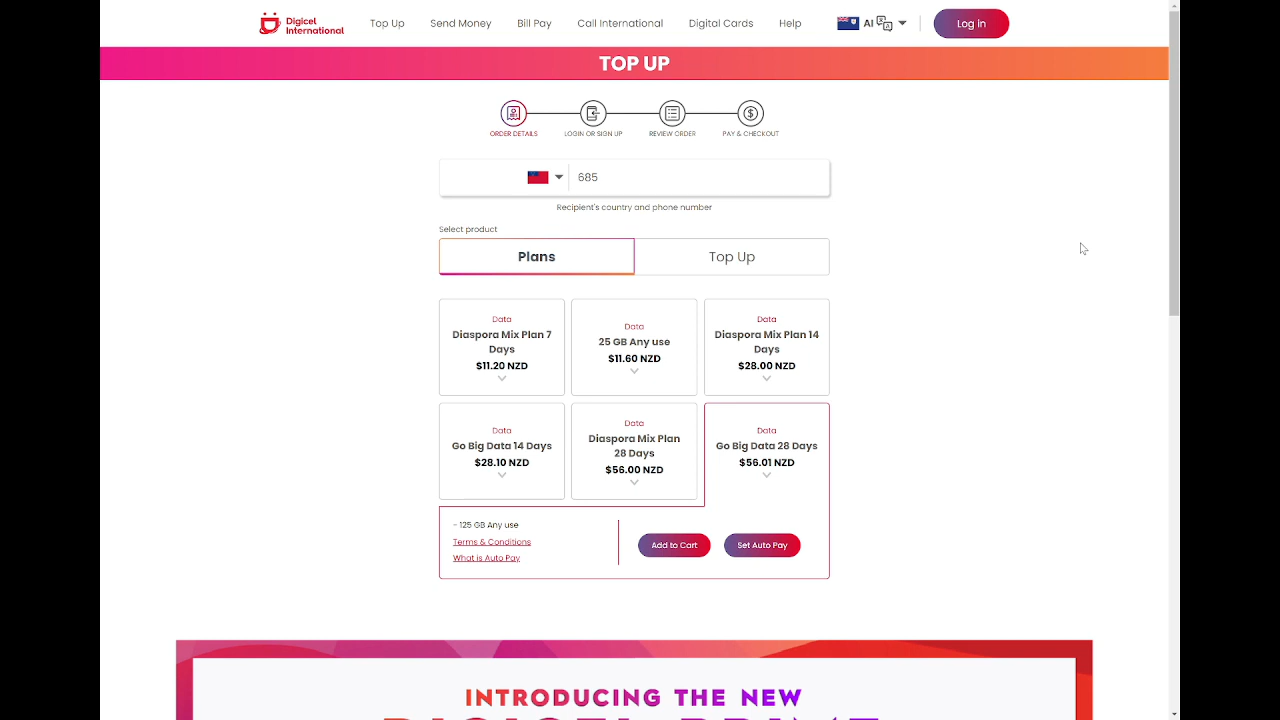 Digicel International
Top Up
Send Money
Bill Pay
Call International
Digital Cards
Help
AI
Log in
TOP UP
ORDER DETAILS
LOGIN OR SIGN UP
REVIEW ORDER
PAY & CHECKOUT
685
Recipient's country and phone number
Select product
Plans
Top Up
Data
Diaspora Mix Plan 7
Days
$11.20 NZD
Data
25 GB Any use
$11.60 NZD
Data
Diaspora Mix Plan 14
Days
$28.00 NZD
Data
Go Big Data 14 Days
$28.10 NZD
Data
Diaspora Mix Plan
28 Days
$56.00 NZD
Data
Go Big Data 28 Days
$56.01 NZD
- 125 GB Any use
Terms & Conditions
What is Auto Pay
Add to Cart
Set Auto Pay
INTRODUCING THE NEW
DIGICEL PRIME